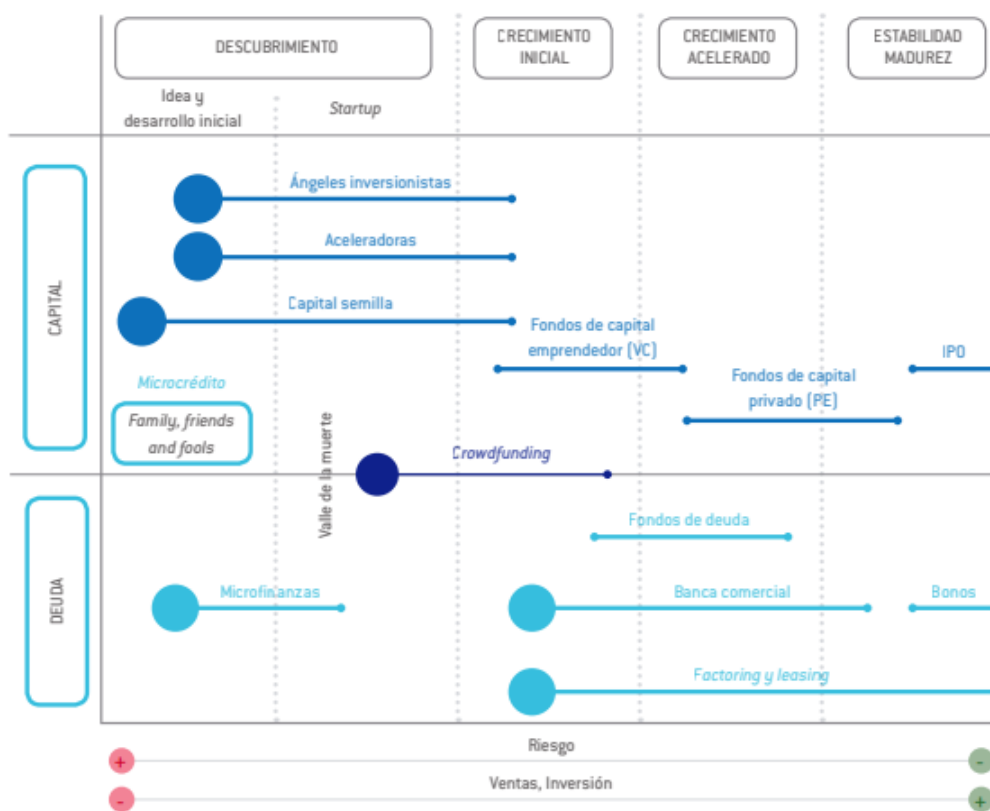 DESCUBRIMIENTO
CRECIMIENTO
INICIAL
CRECIMIENTO
ACELERADO
ESTABILIDAD
MADUREZ
Idea y
desarrollo inicial
Startup
CAPITAL
Ángeles inversionistas
Aceleradoras
Capital semilla
Fondos de capital
emprendedor (VC)
IPO
Fondos de capital
privado (PE)
Microcrédito
Family, friends
and fools
Valle de la muerte
Crowdfunding
DEUDA
Fondos de deuda
Microfinanzas
Banca comercial
Bonos
Factoring y leasing
Riesgo
+ -
Ventas, Inversión
- +